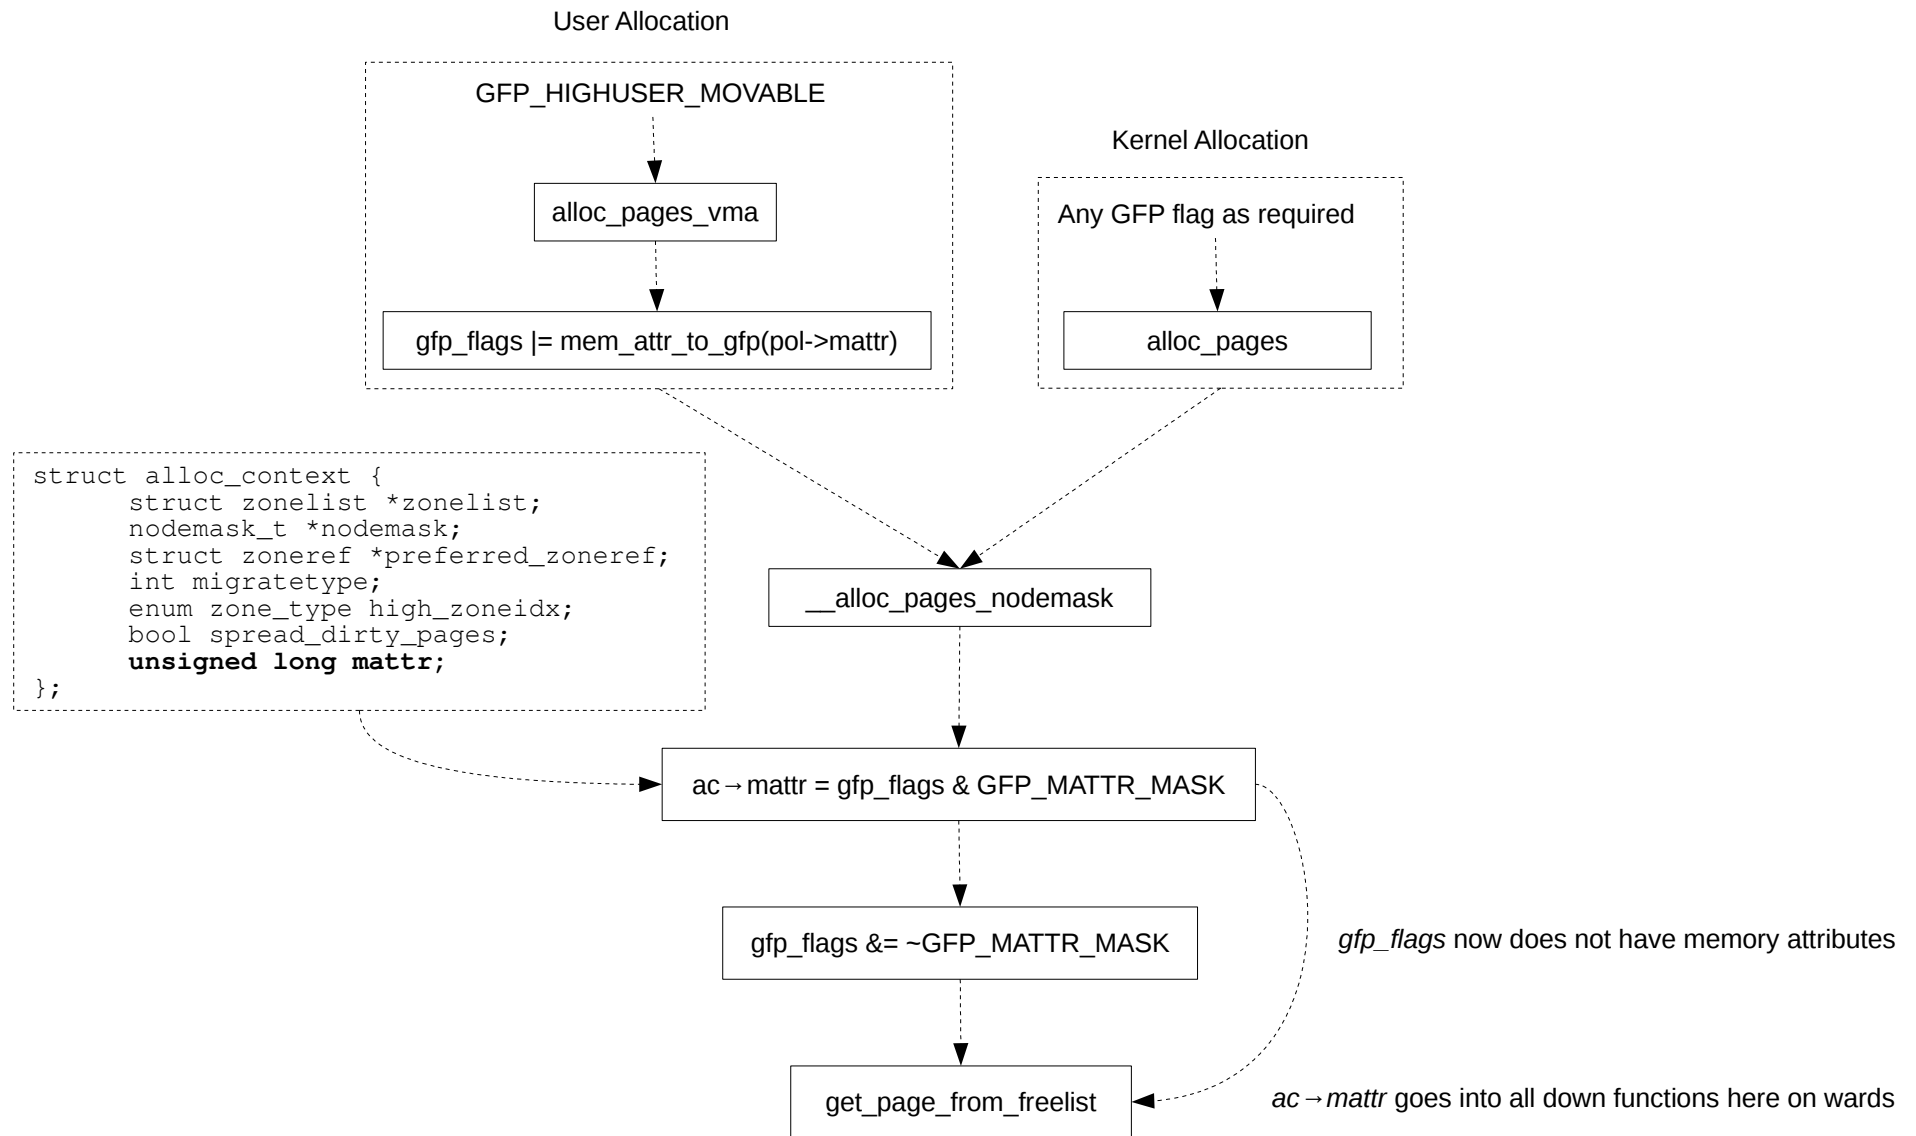 User Allocation
GFP_HIGHUSER_MOVABLE
alloc_pages_vma
gfp_flags |= mem_attr_to_gfp(pol->mattr)
Kernel Allocation
Any GFP flag as required
alloc_pages
struct alloc_context {
struct zonelist *zonelist;
nodemask_t *nodemask;
struct zoneref *preferred_zoneref;
int migratetype;
enum zone_type high_zoneidx;
bool spread_dirty_pages;
unsigned long mattr;
};
__alloc_pages_nodemask
ac→mattr = gfp_flags & GFP_MATTR_MASK
gfp_flags &= ~GFP_MATTR_MASK
gfp_flags now does not have memory attributes
get_page_from_freelist
ac→mattr goes into all down functions here on wards